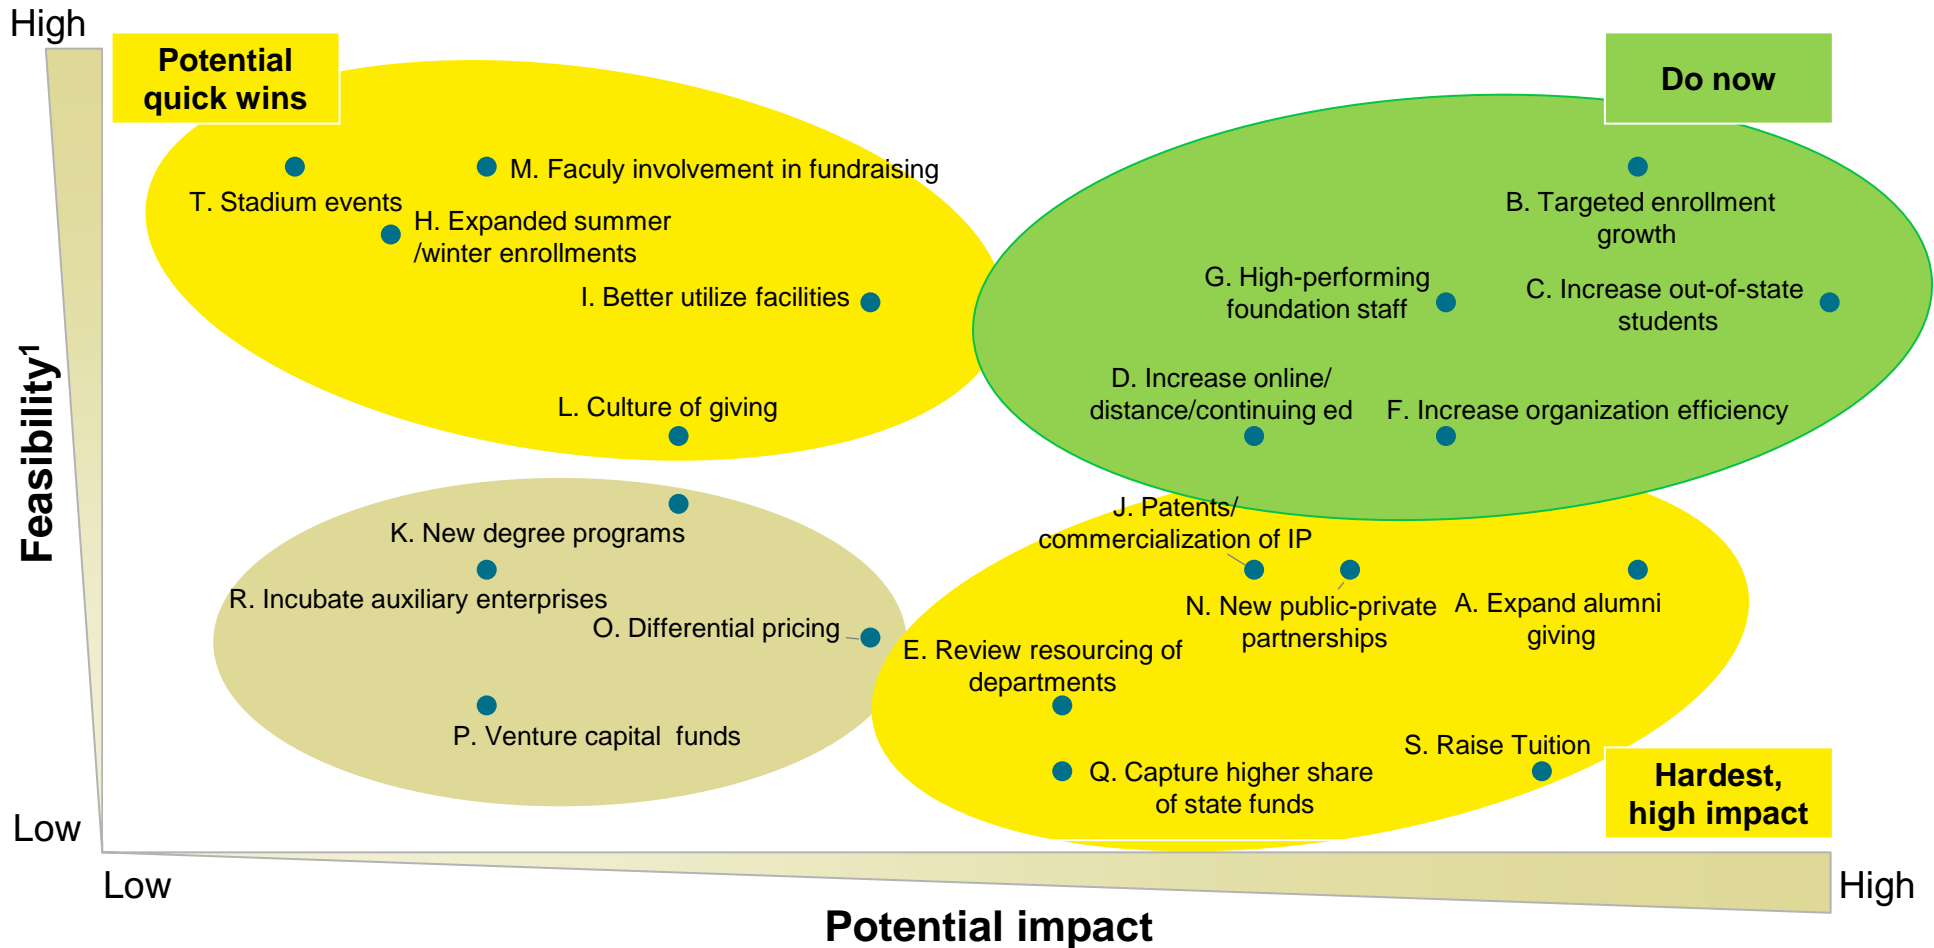 High
Potential
quick wins
Do now
M. Faculy involvement in fundraising
T. Stadium events
H. Expanded summer
/winter enrollments
I. Better utilize facilities
L. Culture of giving
B. Targeted enrollment
growth
G. High-performing
foundation staff
C. Increase out-of-state
students
D. Increase online/
distance/continuing ed
F. Increase organization efficiency
Feasibility1
K. New degree programs
R. Incubate auxiliary enterprises
O. Differential pricing
P. Venture capital  funds
J. Patents/
commercialization of IP
N. New public-private
partnerships
A. Expand alumni
giving
E. Review resourcing of
departments
S. Raise Tuition
Q. Capture higher share
of state funds
Hardest,
high impact
Low
Low
High
Potential impact